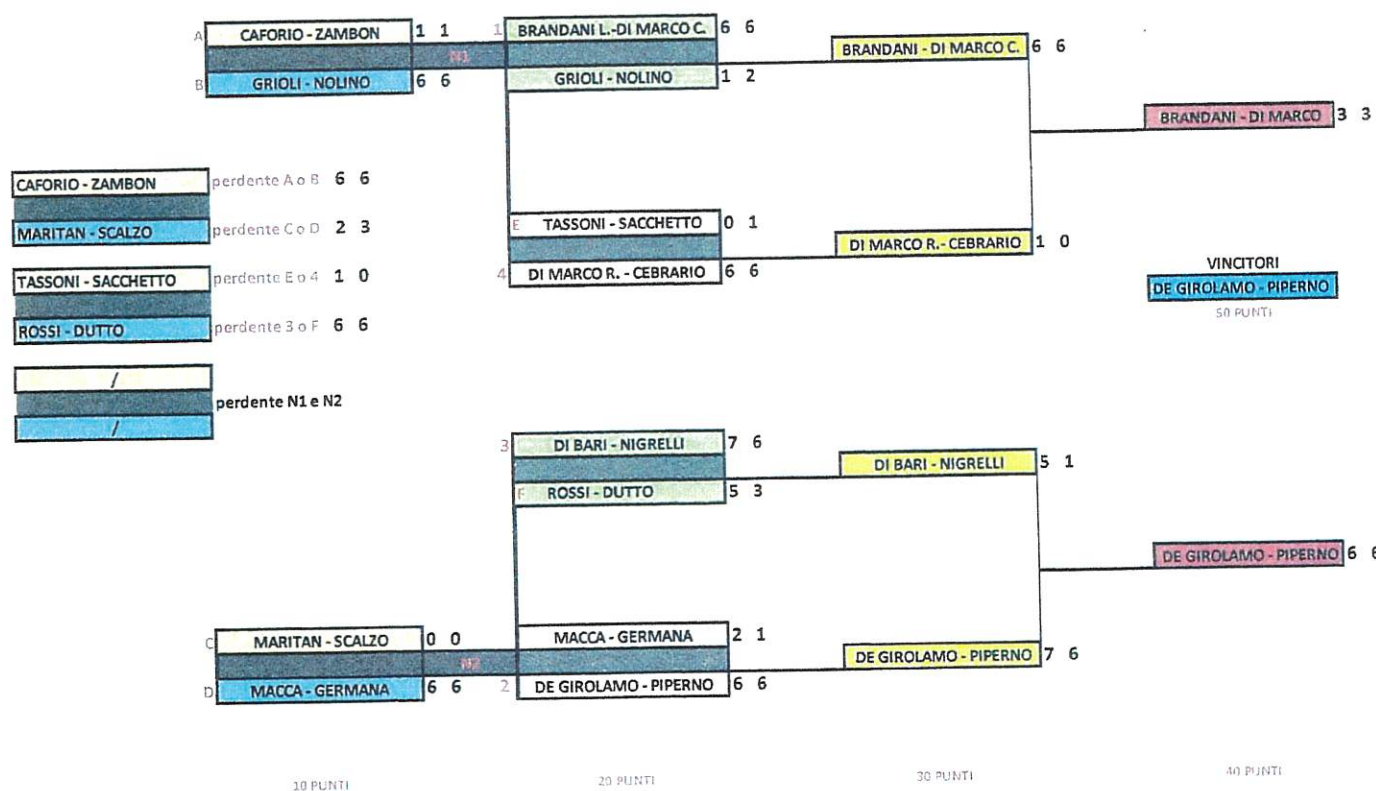 A CAFORIO - ZAMBON 1 1
N1
B GRIOLI - NOLINO 6 6
1 BRANDANI L.-DI MARCO C. 6 6
GRIOLI - NOLINO 1 2
BRANDANI - DI MARCO C. 6 6
BRANDANI - DI MARCO 3 3
CAFORIO - ZAMBON perdente A o B 6 6
MARITAN - SCALZO perdente C o D 2 3
E TASSONI - SACCHETTO 0 1
4 DI MARCO R. - CEBRARIO 6 6
DI MARCO R.- CEBRARIO 1 0
TASSONI - SACCHETTO perdente E o 4 1 0
ROSSI - DUTTO perdente 3 o F 6 6
VINCITORI
DE GIROLAMO - PIPERNO
50 PUNTI
/
perdente N1 e N2
/
3 DI BARI - NIGRELLI 7 6
F ROSSI - DUTTO 5 3
DI BARI - NIGRELLI 5 1
DE GIROLAMO - PIPERNO 6 6
C MARITAN - SCALZO 0 0
N2
D MACCA - GERMANA 6 6
MACCA - GERMANA 2 1
2 DE GIROLAMO - PIPERNO 6 6
DE GIROLAMO - PIPERNO 7 6
10 PUNTI
20 PUNTI
30 PUNTI
40 PUNTI